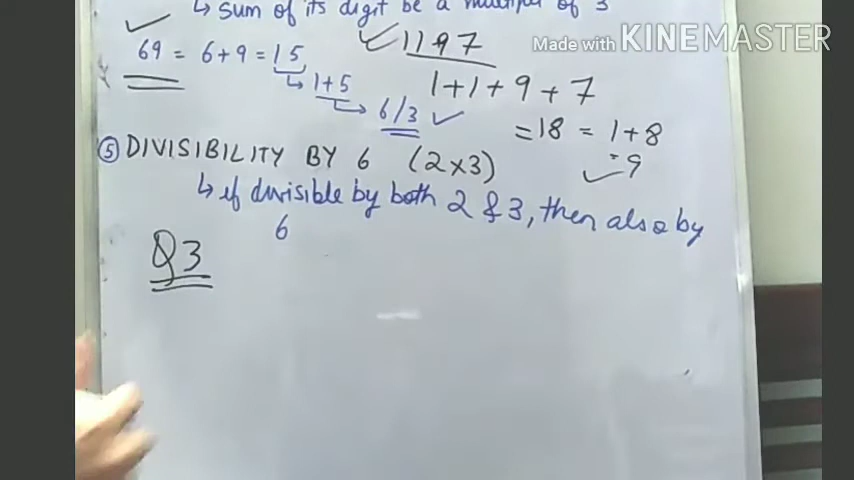 ↳ Sum of its digit be a multiple of 3
Made with KINEMASTER
✓ 69 = 6+9 = 15
↳ 1+5
↳ 6/3 ✓
✓ 1197
1+1+9+7
=18 = 1+8
=9 ✓
⑤ DIVISIBILITY BY 6 (2×3)
↳ if divisible by both 2 & 3, then also by
6
Q3